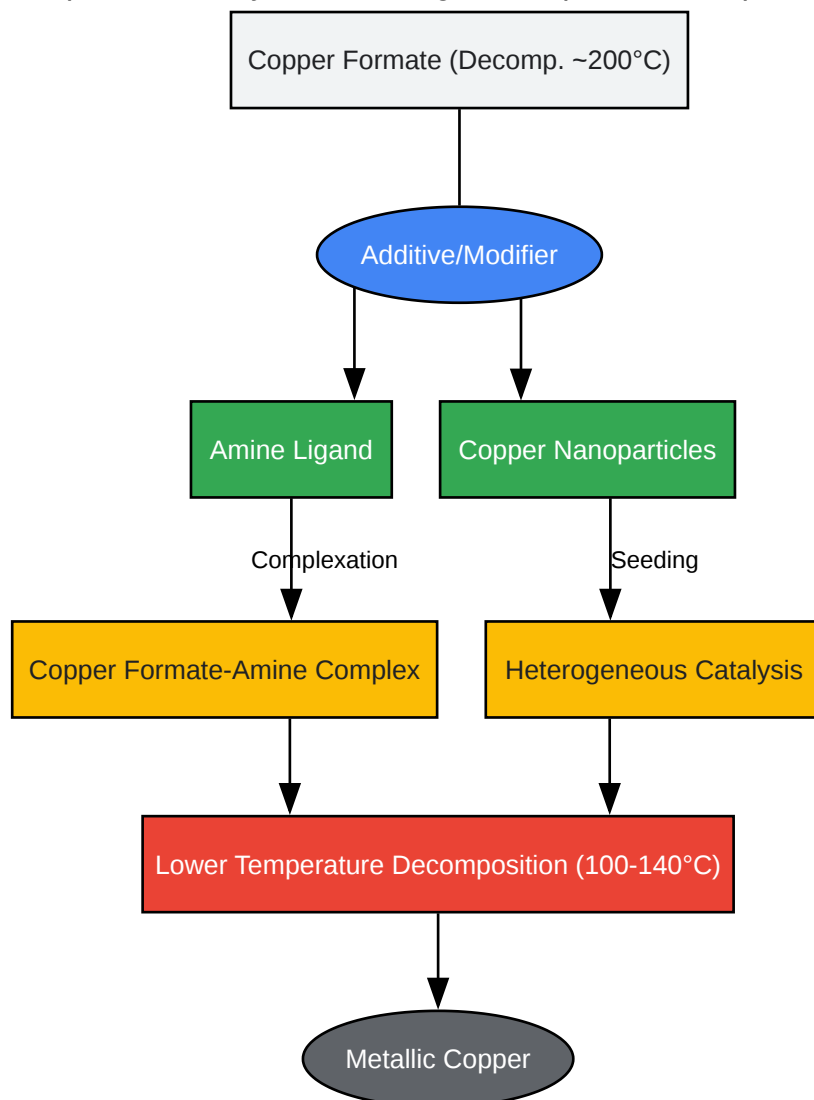 Copper Formate (Decomp. ~200°C)
Additive/Modifier
Amine Ligand
Copper Nanoparticles
Complexation
Seeding
Copper Formate-Amine Complex
Heterogeneous Catalysis
Lower Temperature Decomposition (100-140°C)
Metallic Copper